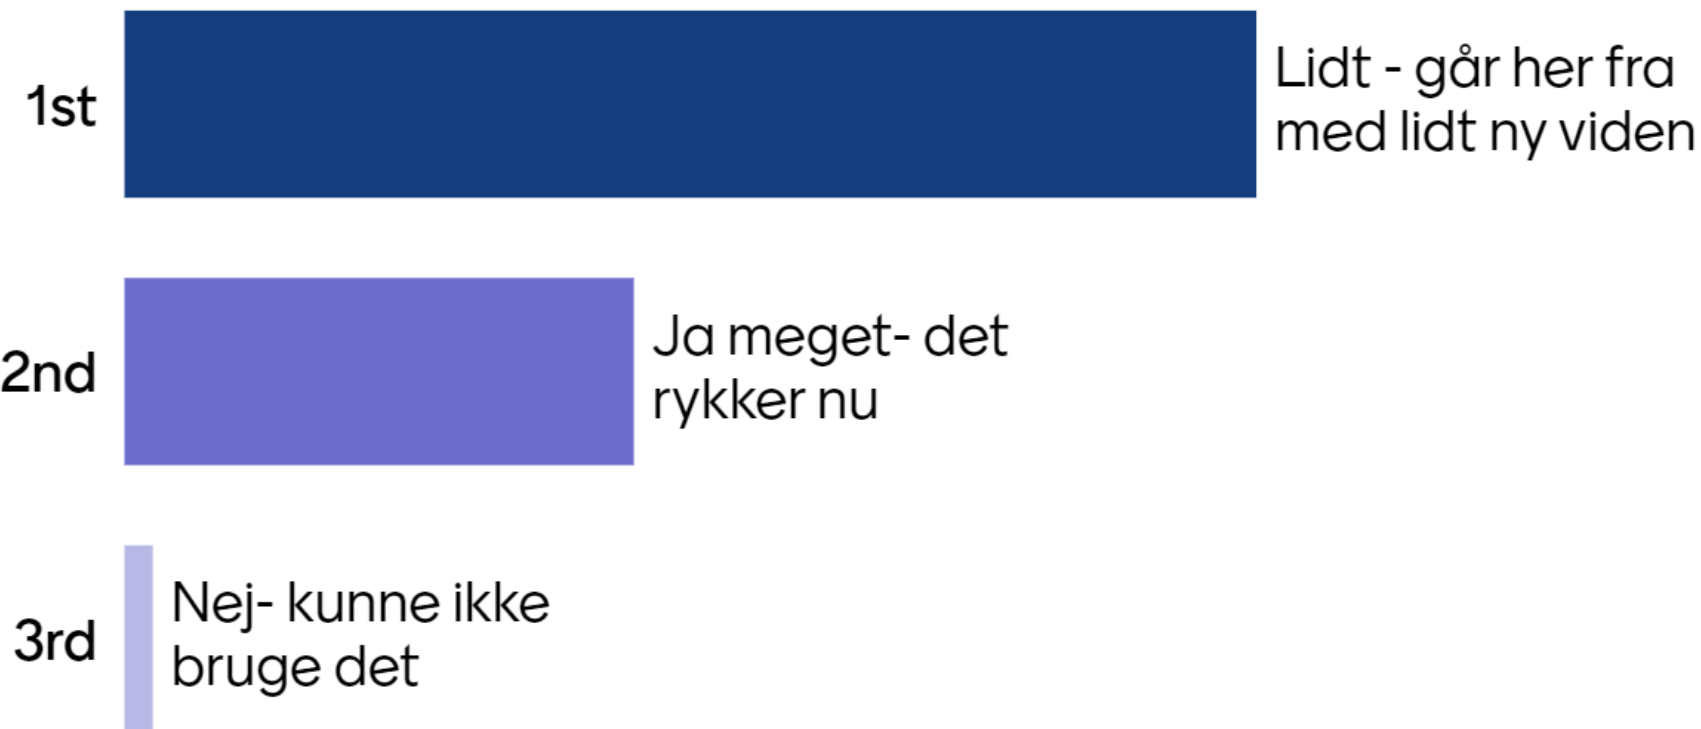 1st
Lidt - går her fra
med lidt ny viden
2nd
Ja meget- det
rykker nu
3rd
Nej- kunne ikke
bruge det